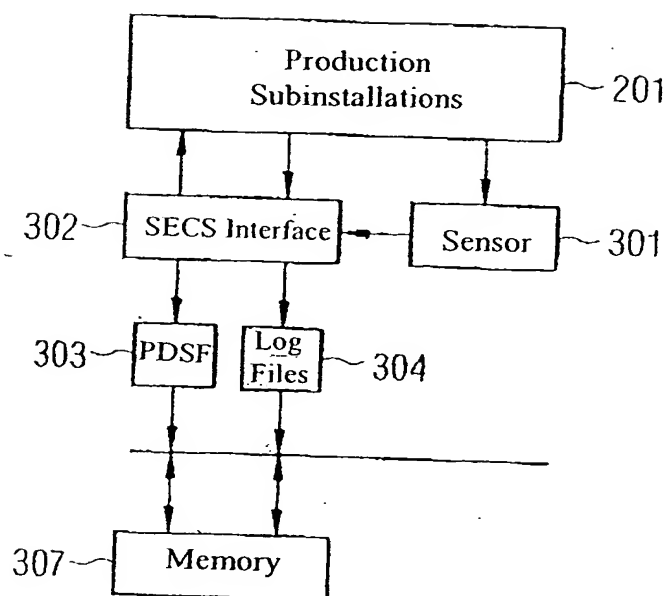 Production
Subinstallations
201
302
SECS Interface
Sensor
301
303
PDSF
Log
Files
304
307
Memory